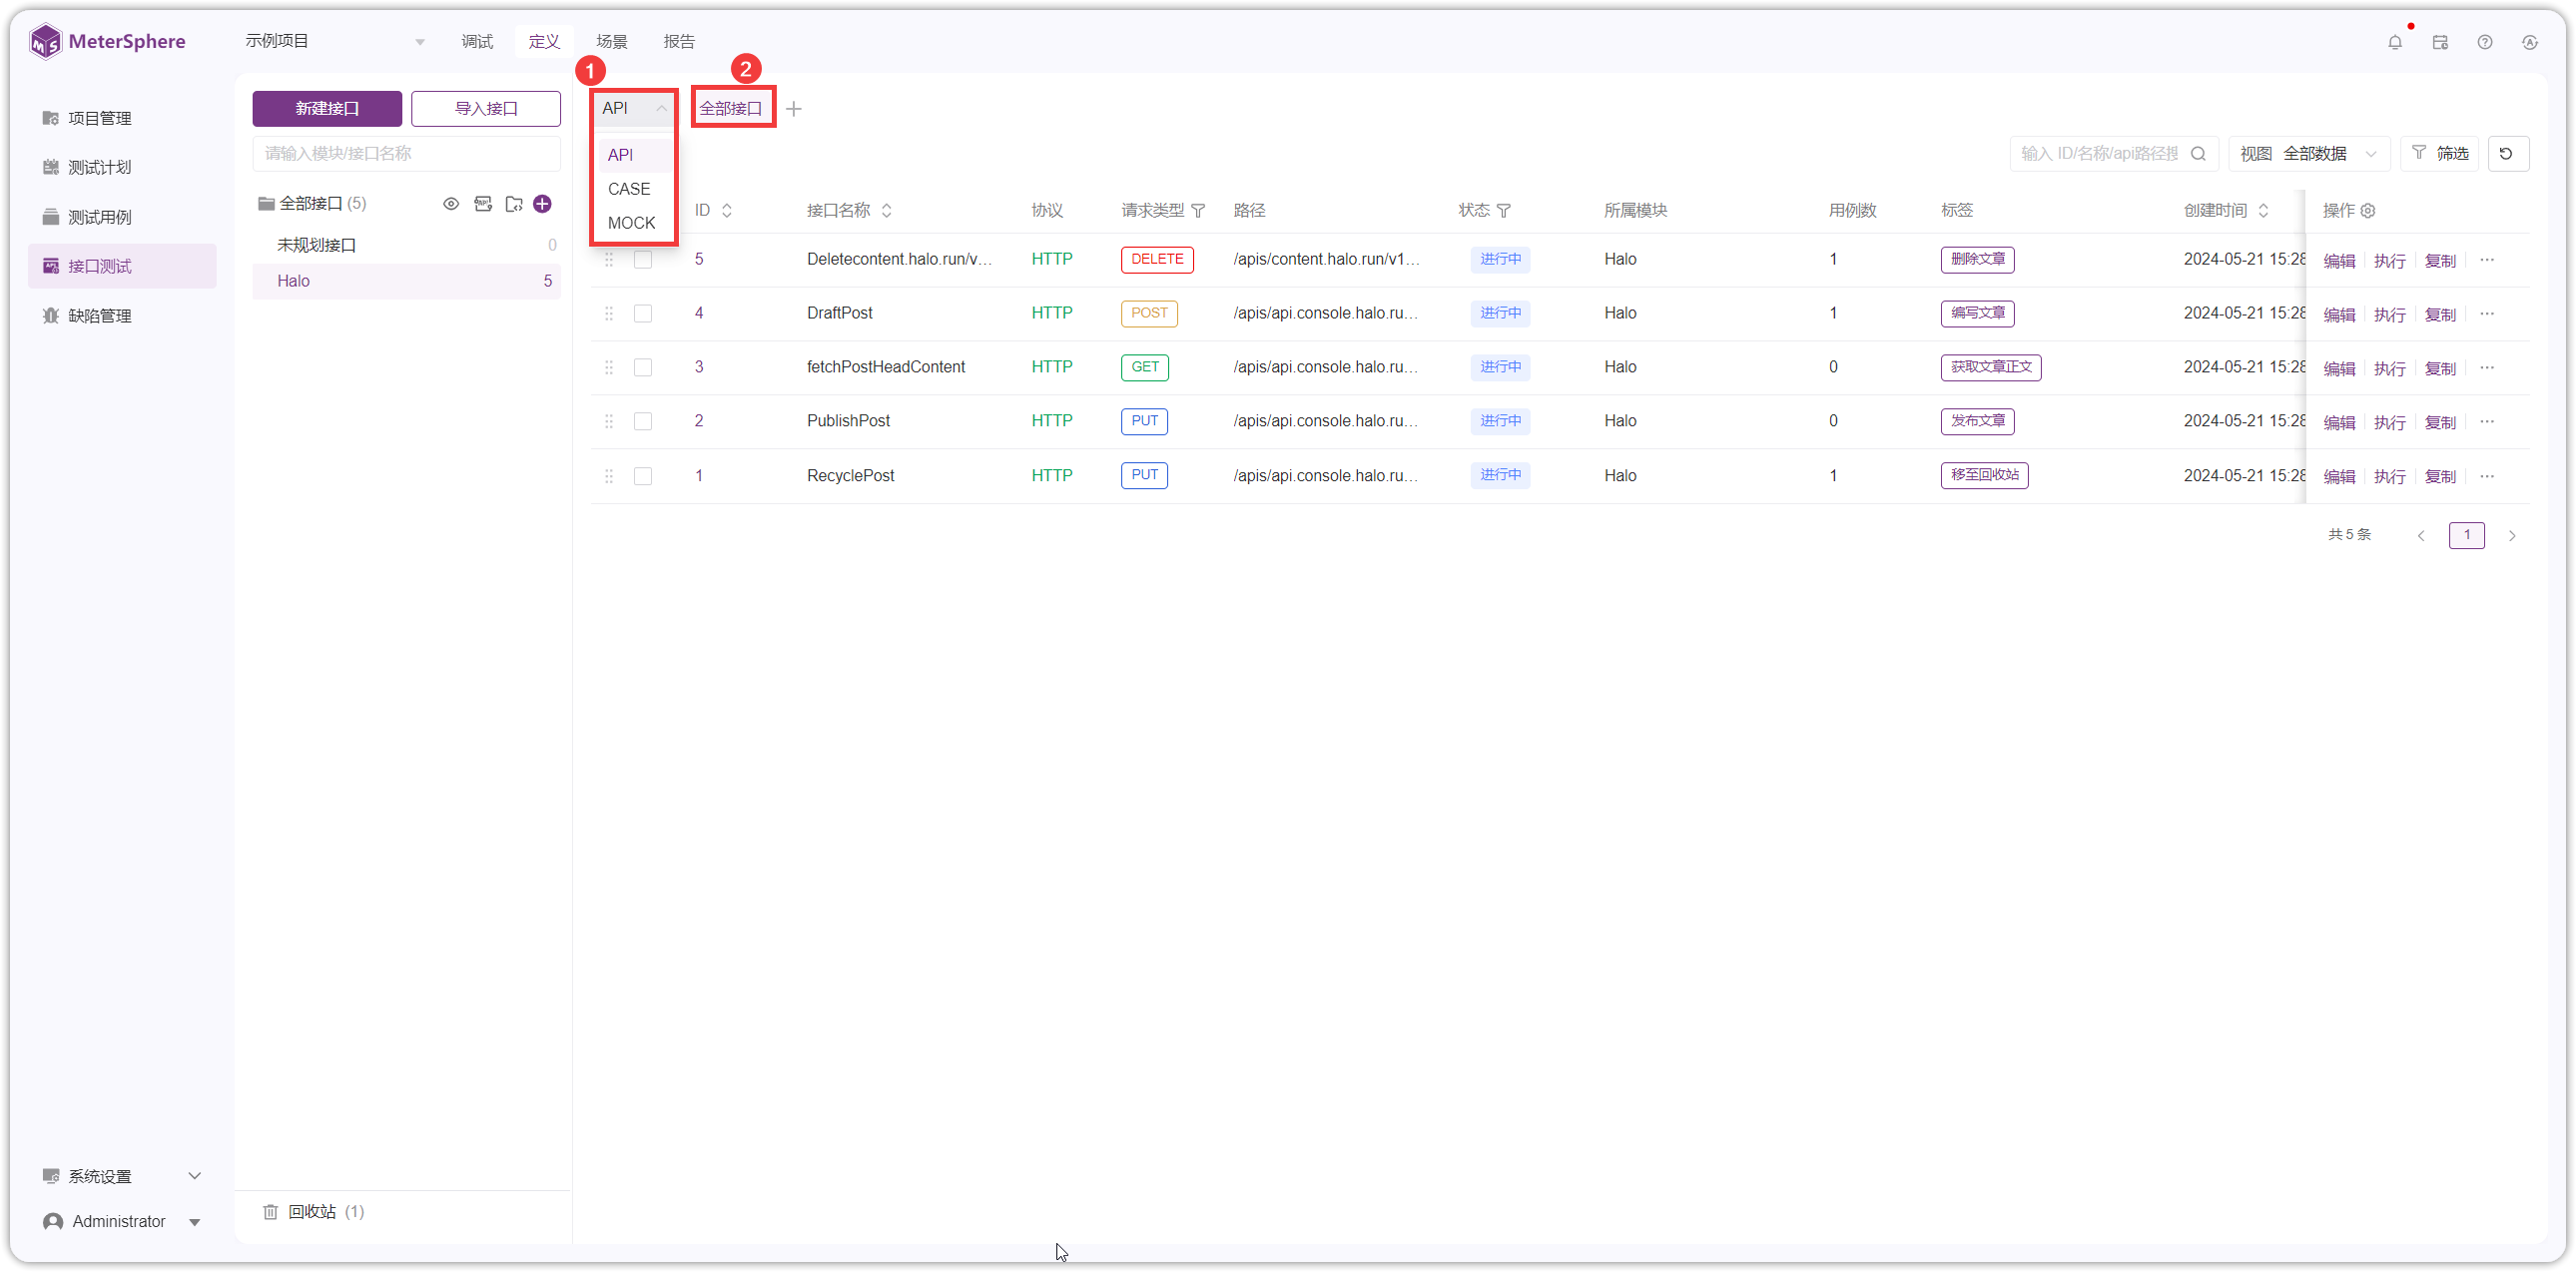 MeterSphere
示例项目 调试 定义 场景 报告
1 2
项目管理
测试计划
测试用例
接口测试
缺陷管理
系统设置
Administrator
新建接口 导入接口
请输入模块/接口名称
全部接口 (5)
未规划接口 0
Halo 5
回收站 (1)
API 全部接口
API
CASE
MOCK
输入 ID/名称/api路径搜 视图 全部数据 筛选
ID 接口名称 协议 请求类型 路径 状态 所属模块 用例数 标签 创建时间 操作
5 Deletecontent.halo.run/v... HTTP DELETE /apis/content.halo.run/v1... 进行中 Halo 1 删除文章 2024-05-21 15:28 编辑 执行 复制 ...
4 DraftPost HTTP POST /apis/api.console.halo.ru... 进行中 Halo 1 编写文章 2024-05-21 15:28 编辑 执行 复制 ...
3 fetchPostHeadContent HTTP GET /apis/api.console.halo.ru... 进行中 Halo 0 获取文章正文 2024-05-21 15:28 编辑 执行 复制 ...
2 PublishPost HTTP PUT /apis/api.console.halo.ru... 进行中 Halo 0 发布文章 2024-05-21 15:28 编辑 执行 复制 ...
1 RecyclePost HTTP PUT /apis/api.console.halo.ru... 进行中 Halo 1 移至回收站 2024-05-21 15:28 编辑 执行 复制 ...
共 5 条 1